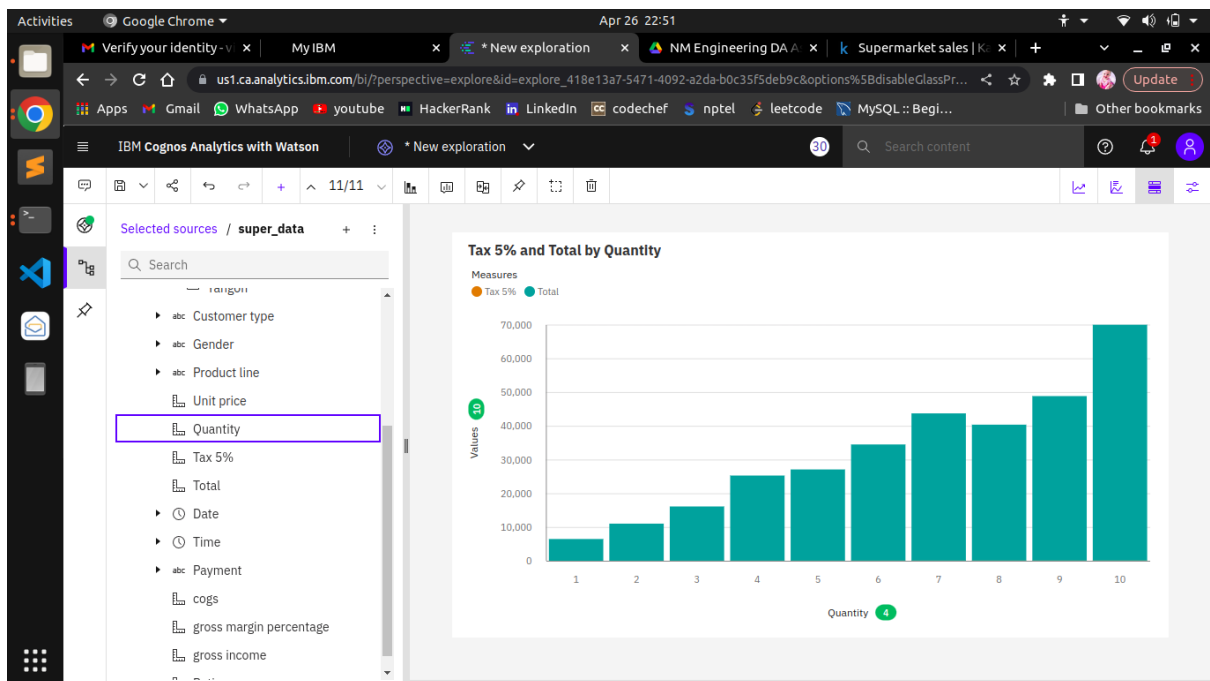 Activities Google Chrome Apr 26 22:51
Verify your identity - v My IBM * New exploration NM Engineering DA A Supermarket sales | Ka
us1.ca.analytics.ibm.com/bi/?perspective=explore&id=explore_418e13a7-5471-4092-a2da-b0c35f5deb9c&options%5BdisableGlassPr... Update
Apps Gmail WhatsApp youtube HackerRank LinkedIn codechef nptel leetcode MySQL :: Begi... Other bookmarks
IBM Cognos Analytics with Watson * New exploration 30 Search content 1
11/11
Selected sources / super_data
Search
Yangon
abc Customer type
abc Gender
abc Product line
Unit price
Quantity
Tax 5%
Total
Date
Time
abc Payment
cogs
gross margin percentage
gross income
Tax 5% and Total by Quantity
Measures
Tax 5% Total
70,000
60,000
50,000
40,000
30,000
20,000
10,000
0
Values 10
1 2 3 4 5 6 7 8 9 10
Quantity 4